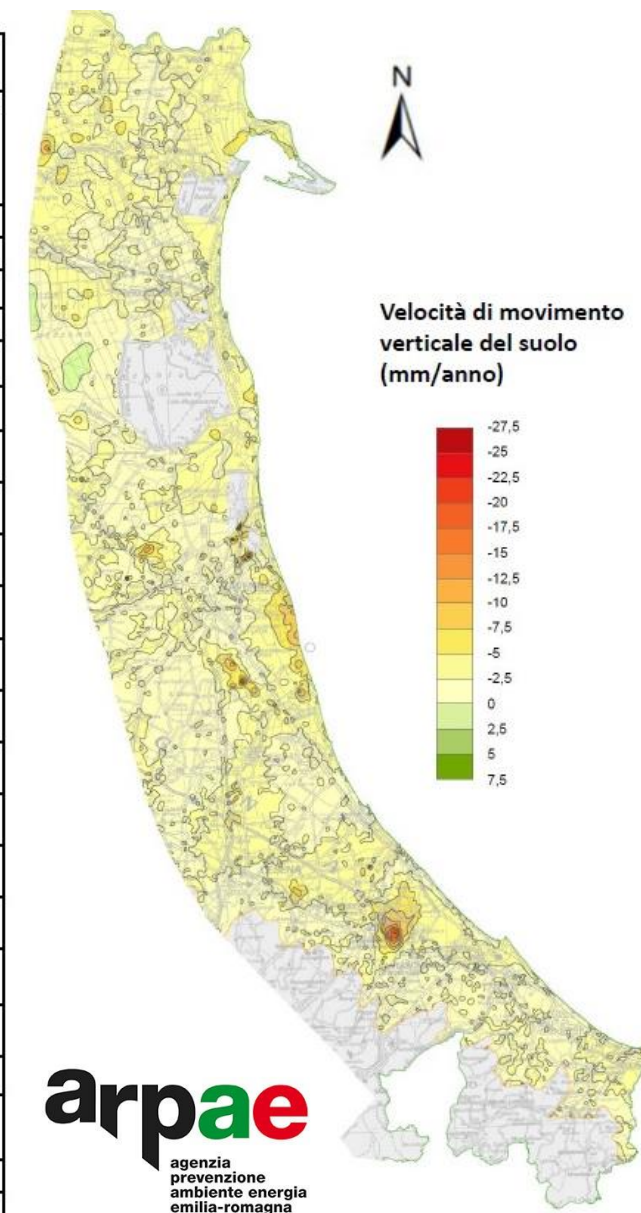 N
Velocità di movimento
verticale del suolo
(mm/anno)
-27,5
-25
-22,5
-20
-17,5
-15
-12,5
-10
-7,5
-5
-2,5
0
2,5
5
7,5
arpae
agenzia
prevenzione
ambiente energia
emilia-romagna